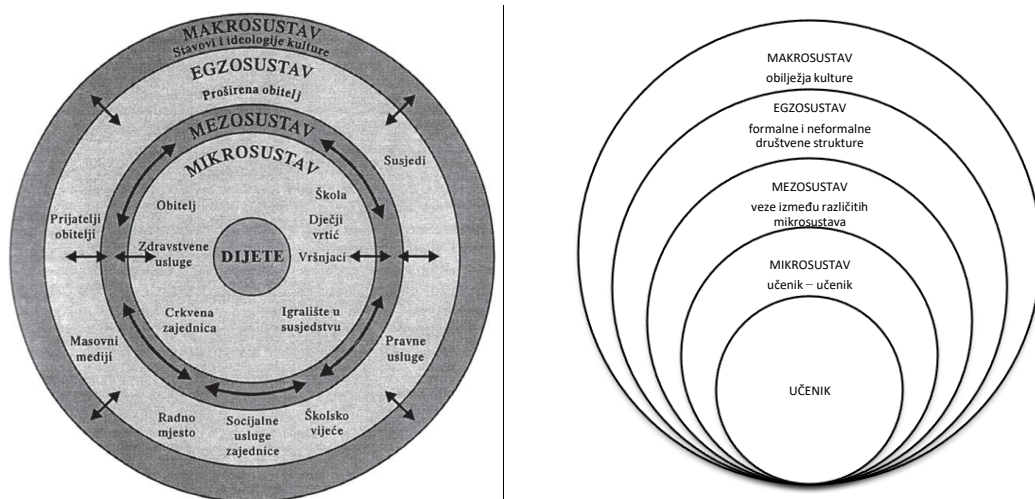 MAKROSUSTAV
Stavovi i ideologije kulture
EGZOSUSTAV
Proširena obitelj
MEZOSUSTAV
MIKROSUSTAV
Susjedi
Škola
Obitelj
Dječji
vrtić
Prijatelji
obitelji
Zdravstvene
usluge
DIJETE
Vršnjaci
Crkvena
zajednica
Igralište u
susjedstvu
Masovni
mediji
Pravne
usluge
Radno
mjesto
Socijalne
usluge
zajednice
Školsko
vijeće
MAKROSUSTAV
obilježja kulture
EGZOSUSTAV
formalne i neformalne
društvene strukture
MEZOSUSTAV
veze između različitih
mikrosustava
MIKROSUSTAV
učenik – učenik
UČENIK